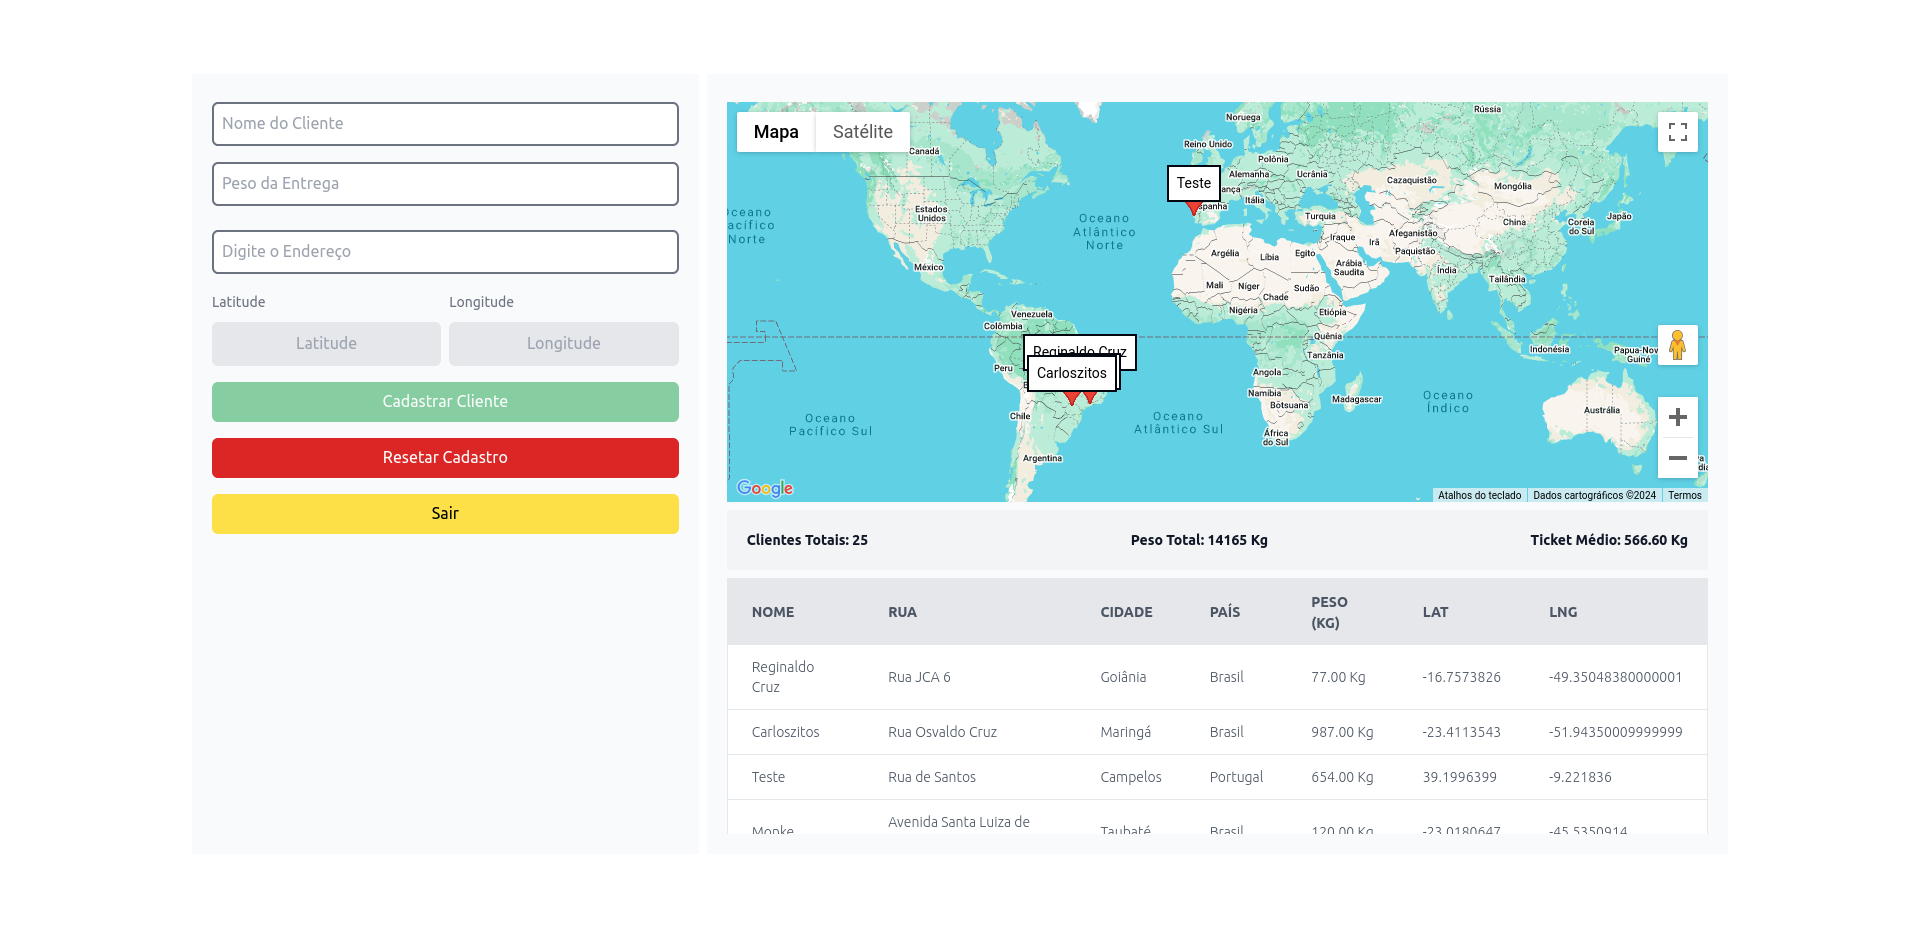 Nome do Cliente
Peso da Entrega
Digite o Endereço
Latitude
Longitude
Latitude
Longitude
Cadastrar Cliente
Resetar Cadastro
Sair
Mapa
Satélite
Rússia
Noruega
Canadá
Reino Unido
Polônia
Alemanha
Ucrânia
Cazaquistão
Mongólia
Teste
Itália
Estados
Unidos
Oceano
Atlântico
Norte
Turquia
China
Coreia
do Sul
Japão
Iraque
Irã
Afeganistão
Paquistão
Argélia
Líbia
Egito
Arábia
Saudita
Índia
Tailândia
México
Mali
Níger
Chade
Sudão
Nigéria
Etiópia
Venezuela
Colômbia
Quênia
Tanzânia
Indonésia
Papua-Nov
Guiné
Reginaldo Cruz
Carloszitos
Peru
Angola
Namíbia
Botsuana
Madagascar
Oceano
Índico
Oceano
Pacífico Sul
Chile
Oceano
Atlântico Sul
África
do Sul
Austrália
Argentina
Google
Atalhos do teclado
Dados cartográficos ©2024
Termos
Clientes Totais: 25
Peso Total: 14165 Kg
Ticket Médio: 566.60 Kg
NOME RUA CIDADE PAÍS PESO (KG) LAT LNG
Reginaldo Cruz Rua JCA 6 Goiânia Brasil 77.00 Kg -16.7573826 -49.35048380000001
Carloszitos Rua Osvaldo Cruz Maringá Brasil 987.00 Kg -23.4113543 -51.94350009999999
Teste Rua de Santos Campelos Portugal 654.00 Kg 39.1996399 -9.221836
Monke Avenida Santa Luiza de Taubaté Brasil 120.00 Kg -23.0180647 -45.5350914